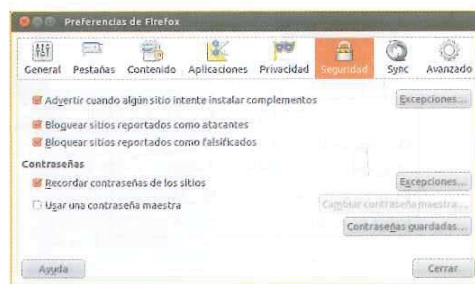 Preferencias de Firefox
General Pestañas Contenido Aplicaciones Privacidad Seguridad Sync Avanzado
Advertir cuando algún sitio intente instalar complementos Excepciones...
Bloquear sitios reportados como atacantes
Bloquear sitios reportados como falsificados
Contraseñas
Recordar contraseñas de los sitios Excepciones...
Usar una contraseña maestra Cambiar contraseña maestra...
Contraseñas guardadas...
Ayuda Cerrar